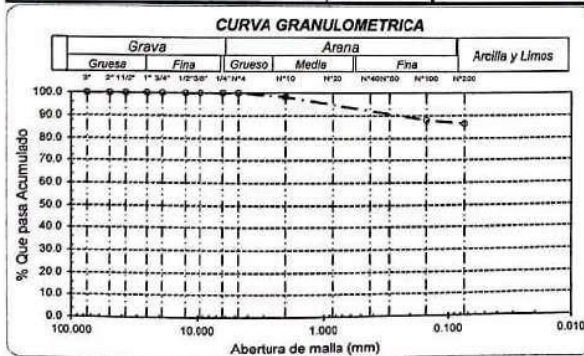 CURVA GRANULOMETRICA
Grava Arena Arcilla y Limos
Gruesa Fina Grueso Media Fina
3" 2" 1 1/2" 1" 3/4" 1/2" 3/8" 1/4" N°4 N°10 N°20 N°40 N°60 N°100 N°200
100.0
90.0
80.0
70.0
60.0
50.0
40.0
30.0
20.0
10.0
0.0
% Que pasa Acumulado
100.000 10.000 1.000 0.100 0.010
Abertura de malla (mm)